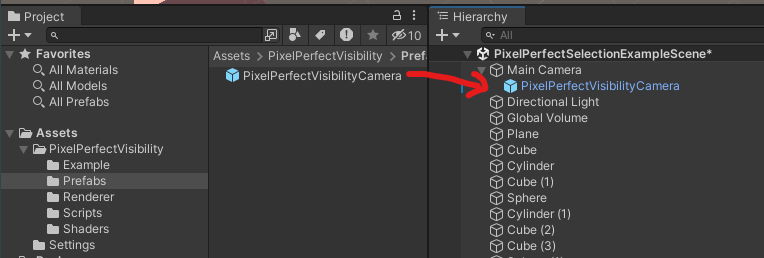 Project
10
Favorites
All Materials
All Models
All Prefabs
Assets
PixelPerfectVisibility
Example
Prefabs
Renderer
Scripts
Shaders
Settings
Assets > PixelPerfectVisibility > Pref
PixelPerfectVisibilityCamera
Hierarchy
All
PixelPerfectSelectionExampleScene*
Main Camera
PixelPerfectVisibilityCamera
Directional Light
Global Volume
Plane
Cube
Cylinder
Cube (1)
Sphere
Cylinder (1)
Cube (2)
Cube (3)